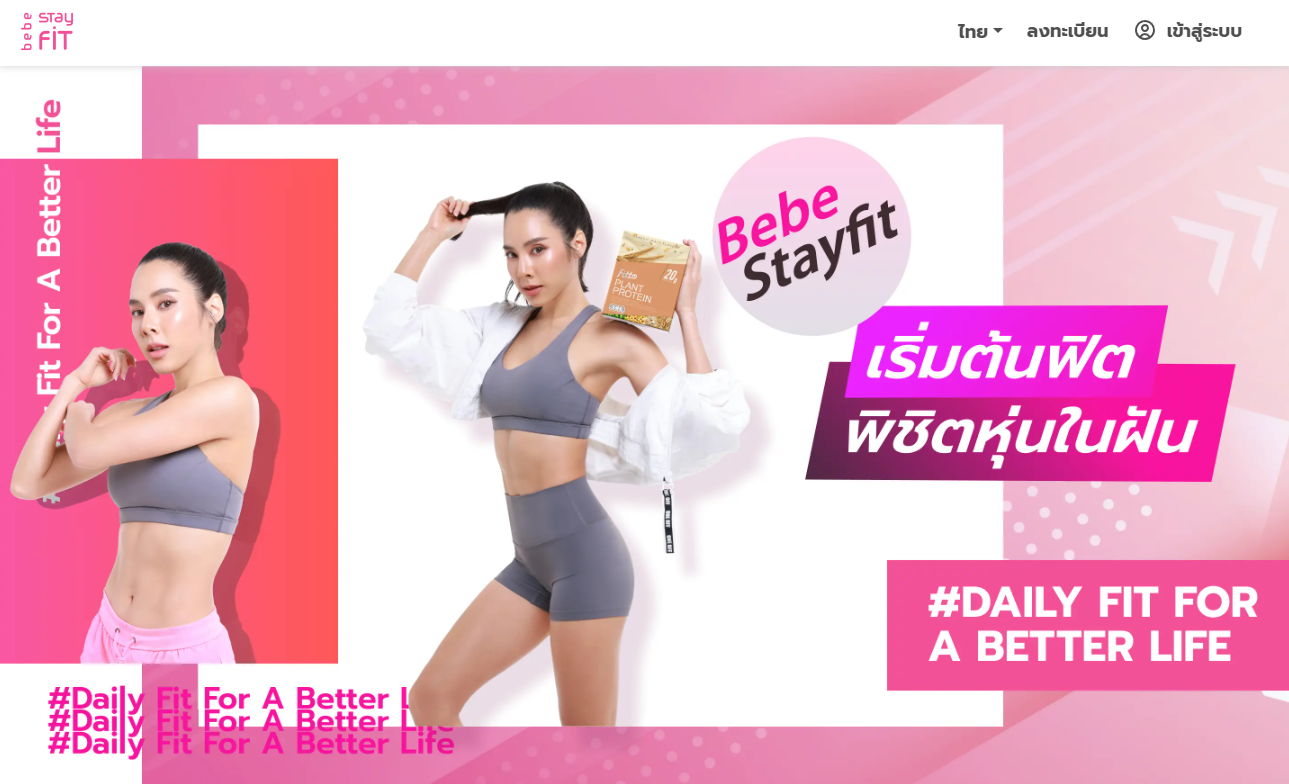 bebe
stay
FiT
ไทย
ลงทะเบียน
เข้าสู่ระบบ
Fit For A Better Life
Bebe
Stayfit
fitto
20g
PLANT
PROTEIN
เริ่มต้นฟิต
พิชิตหุ่นในฝัน
#DAILY FIT FOR
A BETTER LIFE
#Daily Fit For A Better
#Daily Fit For A Better Life
#Daily Fit For A Better Life